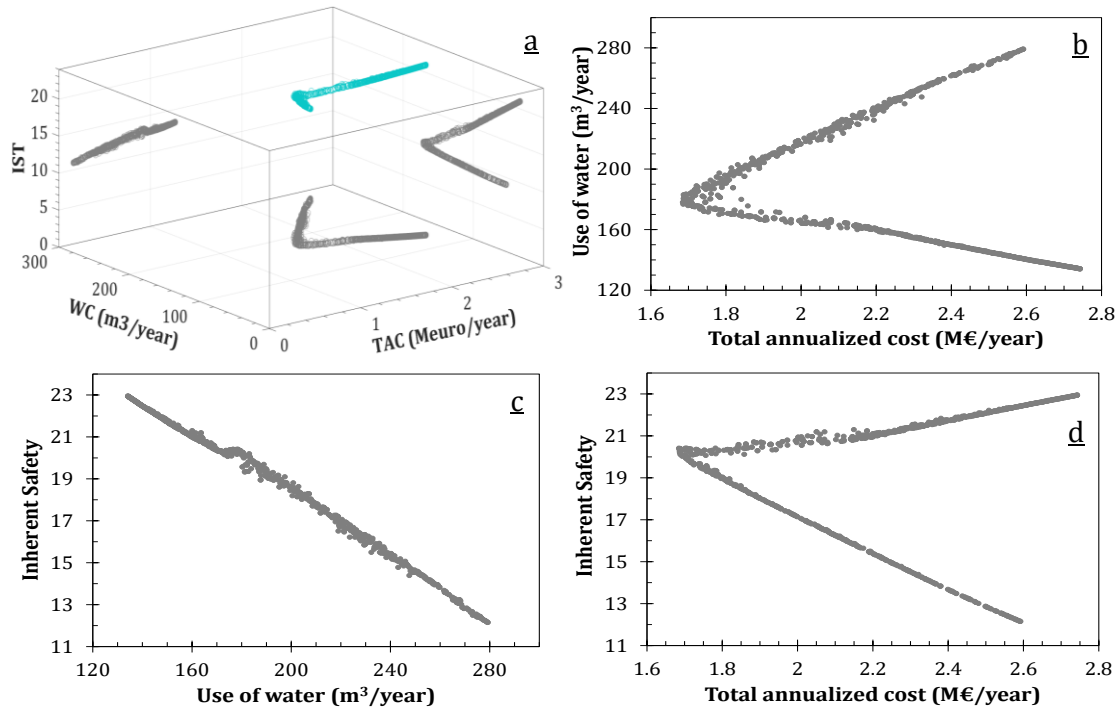 a
20
15
10
5
0
IST
300
200
100
0
WC (m3/year)
0
1
2
3
TAC (Meuro/year)
b
280
240
200
160
120
Use of water (m³/year)
1.6 1.8 2 2.2 2.4 2.6 2.8
Total annualized cost (M€/year)
c
23
21
19
17
15
13
11
Inherent Safety
120 160 200 240 280
Use of water (m³/year)
d
23
21
19
17
15
13
11
Inherent Safety
1.6 1.8 2 2.2 2.4 2.6 2.8
Total annualized cost (M€/year)